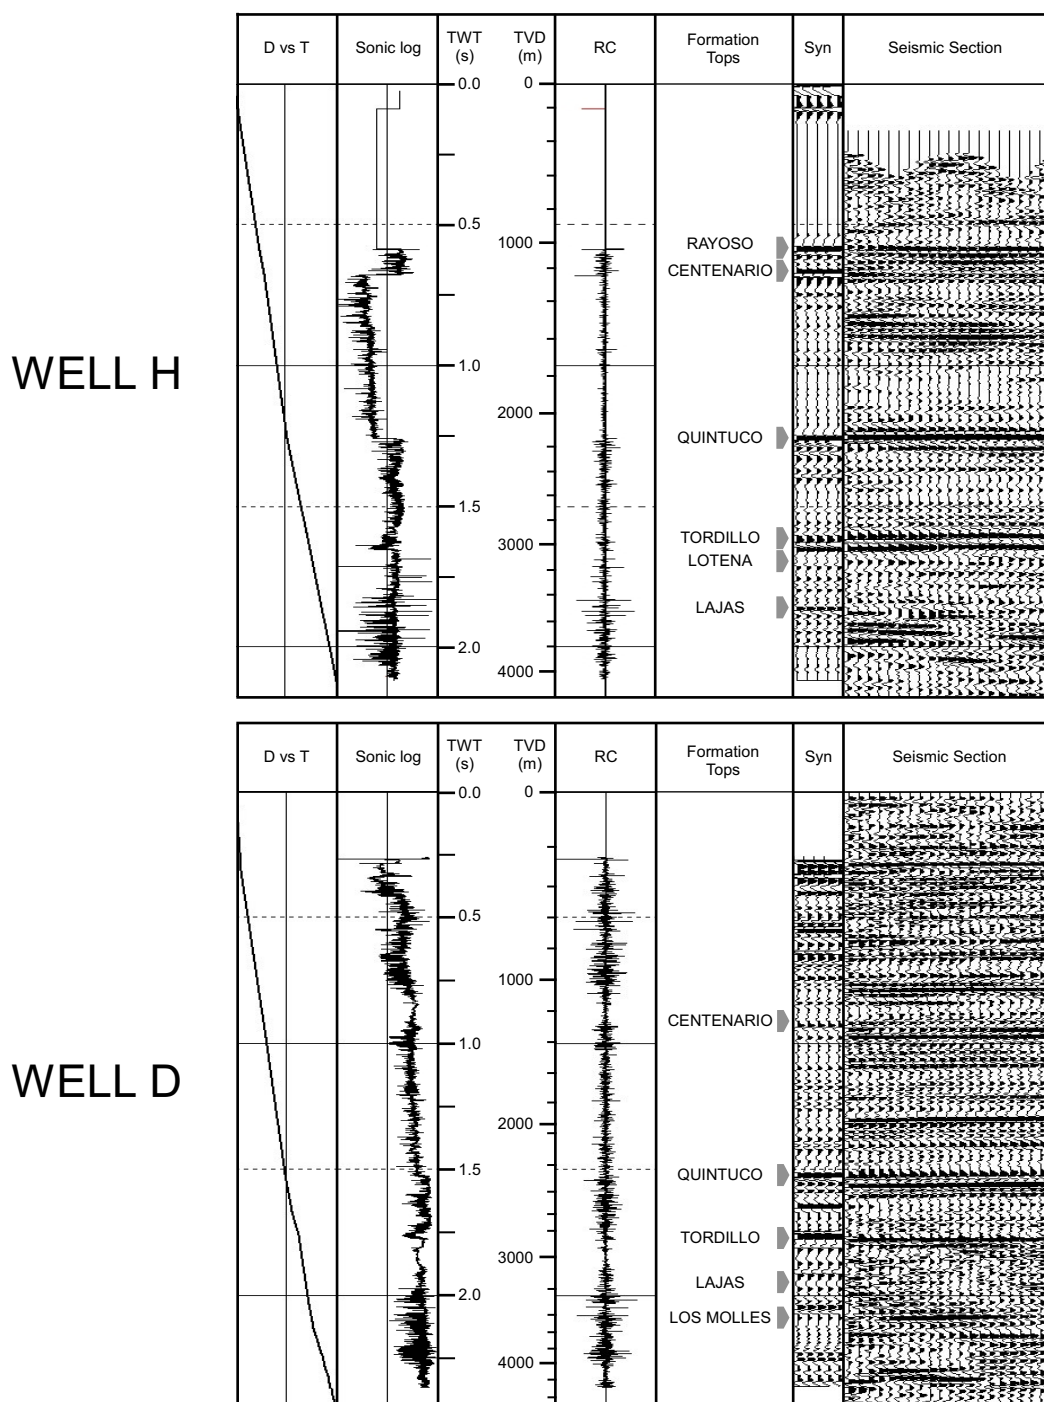 D vs T Sonic log TWT (s) TVD (m) RC Formation Tops Syn Seismic Section
0.0 0
0.5
1000
RAYOSO
CENTENARIO
WELL H
1.0
2000
QUINTUCO
1.5
TORDILLO
3000
LOTENA
LAJAS
2.0
4000
D vs T Sonic log TWT (s) TVD (m) RC Formation Tops Syn Seismic Section
0.0 0
0.5
1000
CENTENARIO
1.0
WELL D
2000
1.5
QUINTUCO
TORDILLO
3000
LAJAS
2.0
LOS MOLLES
4000